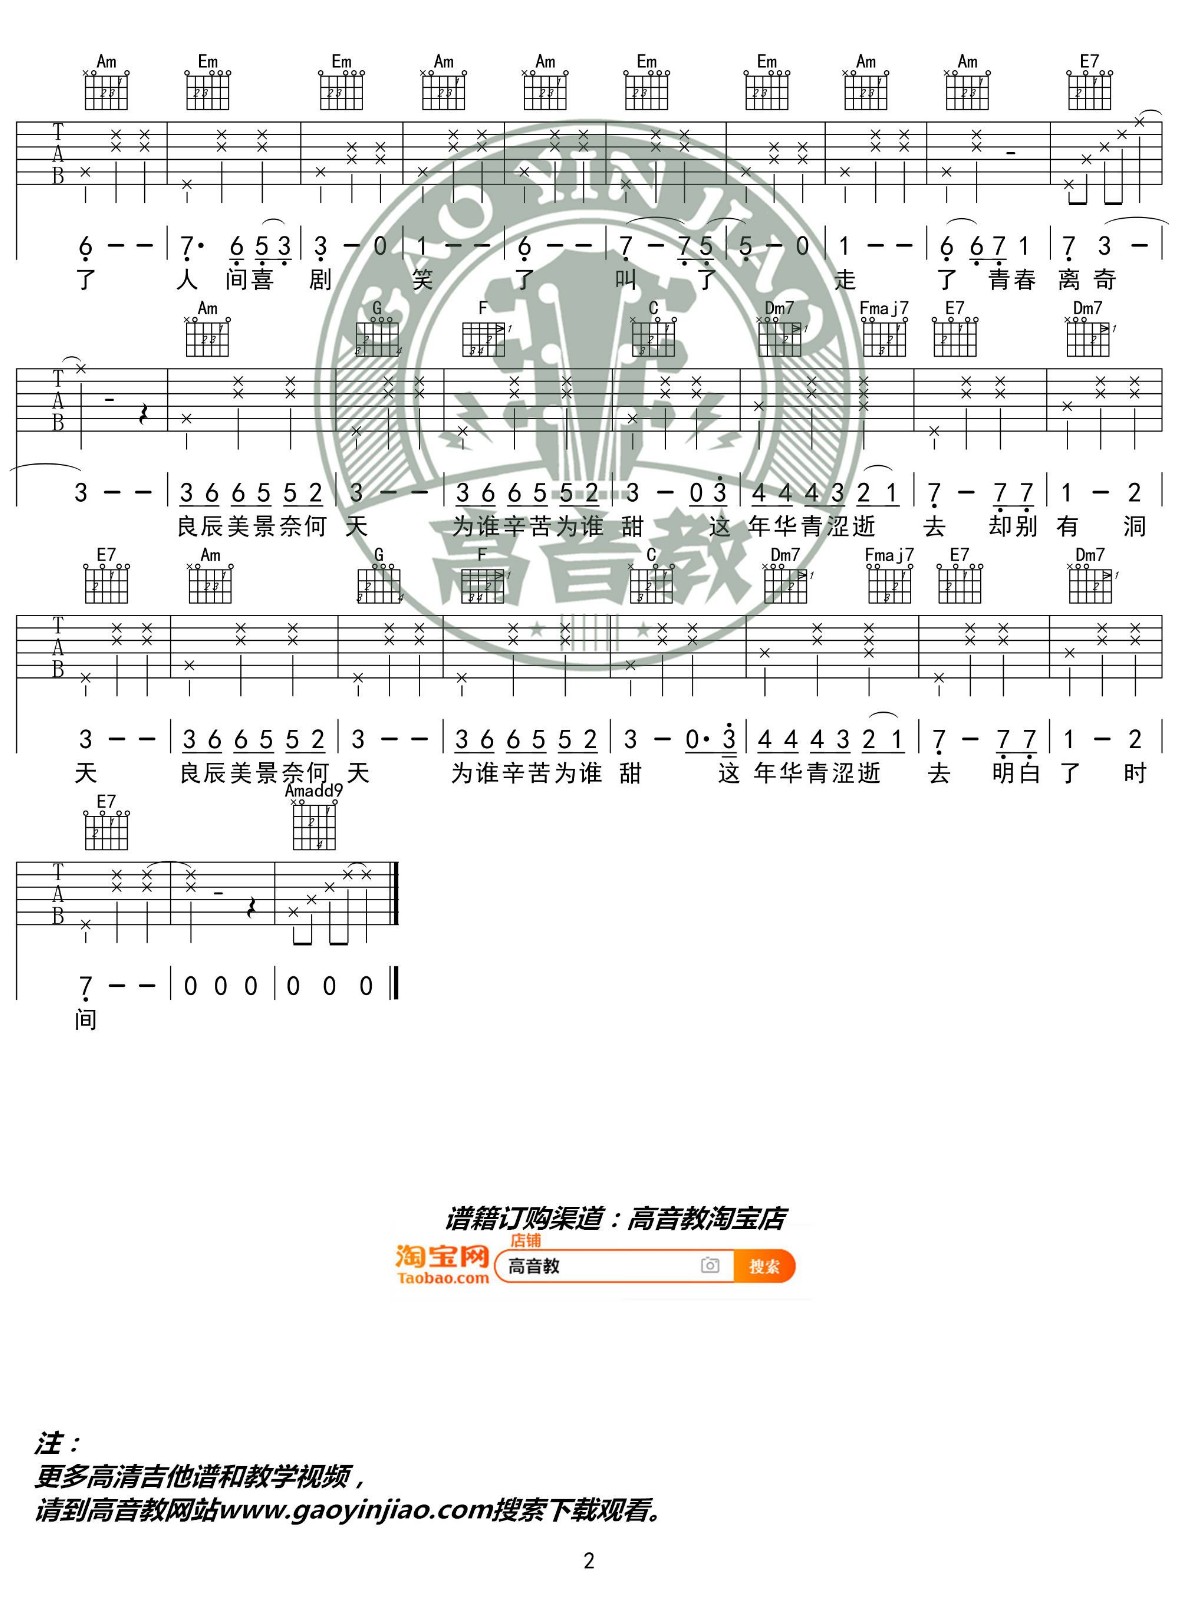 Am Em Em Am Am Em Em Am Am E7
T
A
B
6 - - 7· 6 5 3 3 - 0 1 - - 6 - - 7 - 7 5 5 - 0 1 - - 6 6 7 1 7 3 -
了 人 间 喜 剧 笑 了 叫 了 走 了 青 春 离 奇
Am G F C Dm7 Fmaj7 E7 Dm7
T
A
B
3 - - 3 6 6 5 5 2 3 - - 3 6 6 5 5 2 3 - 0 3 4 4 4 3 2 1 7 - 7 7 1 - 2
良辰美景奈何 天 为谁辛苦为谁 甜 这 年华青涩逝 去 却别 有 洞
E7 Am G F C Dm7 Fmaj7 E7 Dm7
T
A
B
3 - - 3 6 6 5 5 2 3 - - 3 6 6 5 5 2 3 - 0· 3 4 4 4 3 2 1 7 - 7 7 1 - 2
天 良辰美景奈何 天 为谁辛苦为谁 甜 这 年华青涩逝 去 明白 了 时
E7 Amadd9
T
A
B
7 - - 0 0 0 0 0 0
间
GAO YIN JIAO
高音教
谱籍订购渠道：高音教淘宝店
店铺
淘宝网 高音教 搜索
Taobao.com
注：
更多高清吉他谱和教学视频，
请到高音教网站www.gaoyinjiao.com搜索下载观看。
2